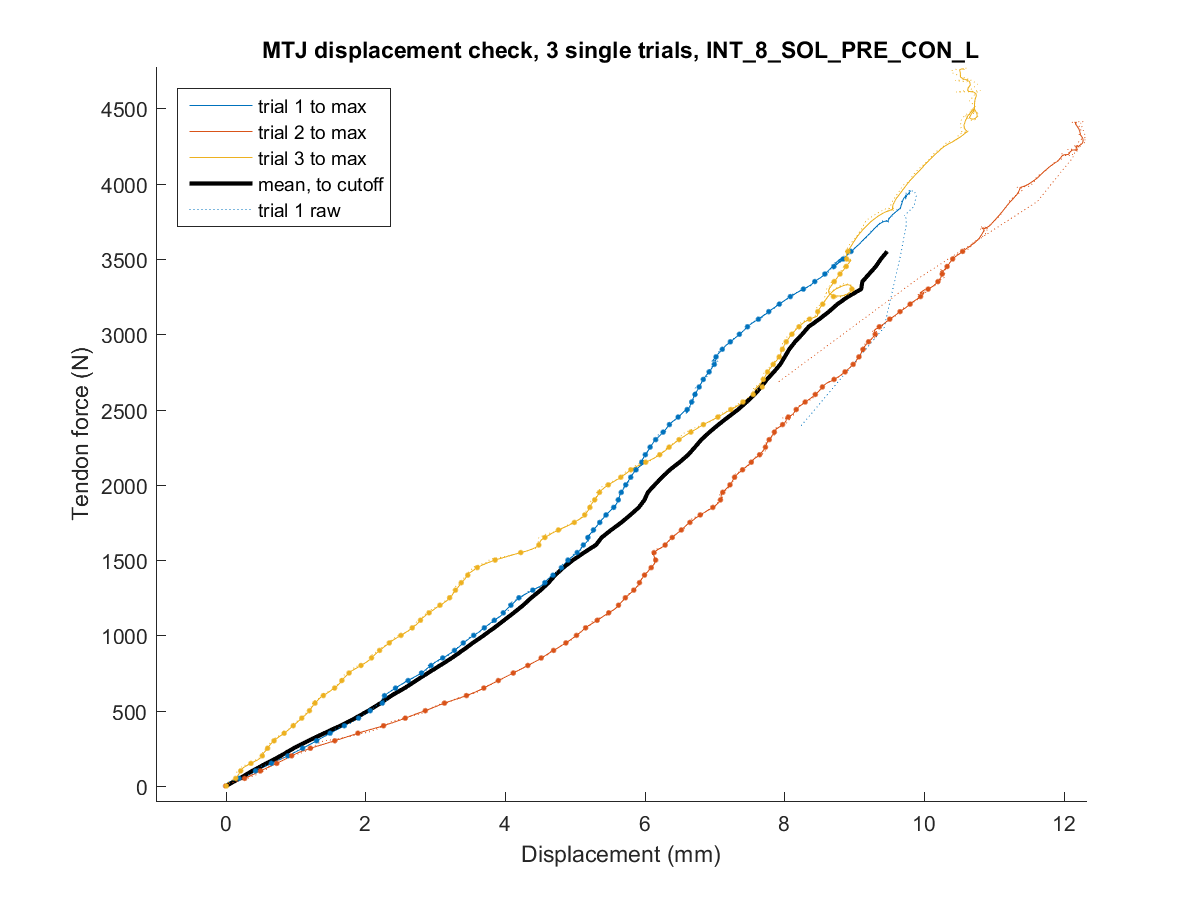 MTJ displacement check, 3 single trials, INT_8_SOL_PRE_CON_L
trial 1 to max
trial 2 to max
trial 3 to max
mean, to cutoff
trial 1 raw
4500
4000
3500
3000
2500
2000
1500
1000
500
0
Tendon force (N)
0 2 4 6 8 10 12
Displacement (mm)